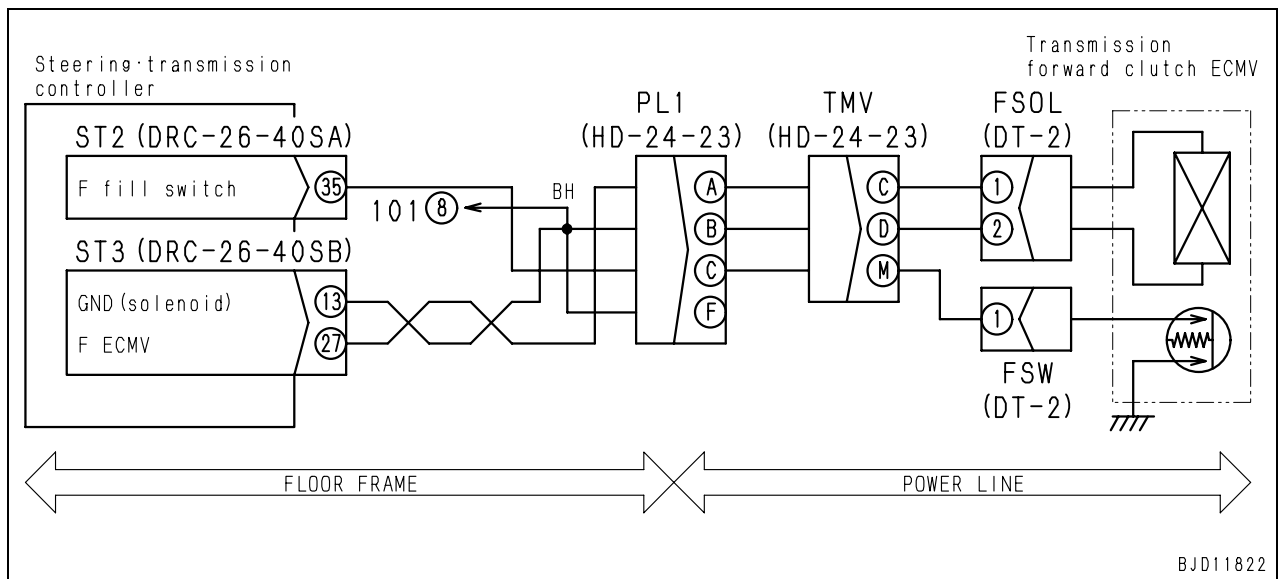 Steering·transmission
controller
Transmission
forward clutch ECMV
ST2 (DRC-26-40SA)
F fill switch
35
ST3 (DRC-26-40SB)
GND (solenoid)
13
F ECMV
27
101 8
BH
PL1
(HD-24-23)
A
B
C
F
TMV
(HD-24-23)
C
D
M
FSOL
(DT-2)
1
2
1
FSW
(DT-2)
FLOOR FRAME
POWER LINE
BJD11822